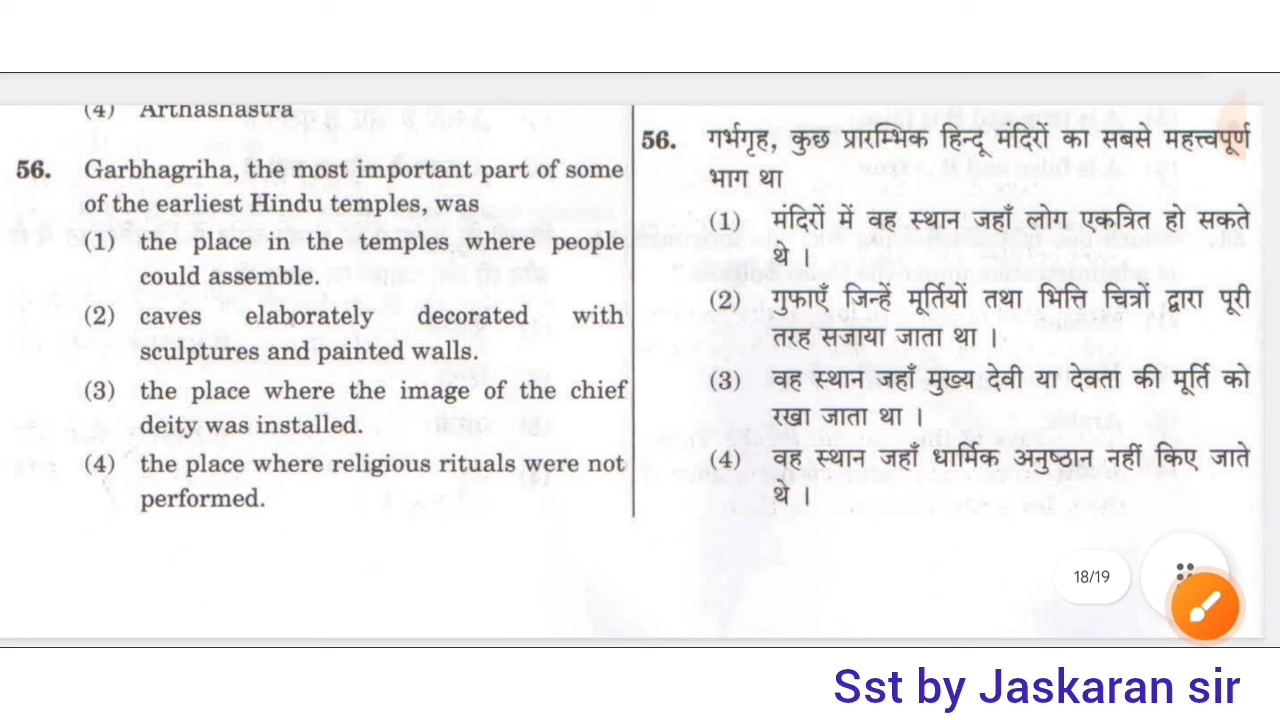 (4) Arthashastra
56. Garbhagriha, the most important part of some
of the earliest Hindu temples, was
(1) the place in the temples where people
could assemble.
(2) caves elaborately decorated with
sculptures and painted walls.
(3) the place where the image of the chief
deity was installed.
(4) the place where religious rituals were not
performed.
56. गर्भगृह, कुछ प्रारम्भिक हिन्दू मंदिरों का सबसे महत्त्वपूर्ण
भाग था
(1) मंदिरों में वह स्थान जहाँ लोग एकत्रित हो सकते
थे ।
(2) गुफाएँ जिन्हें मूर्तियों तथा भित्ति चित्रों द्वारा पूरी
तरह सजाया जाता था ।
(3) वह स्थान जहाँ मुख्य देवी या देवता की मूर्ति को
रखा जाता था ।
(4) वह स्थान जहाँ धार्मिक अनुष्ठान नहीं किए जाते
थे ।
18/19
Sst by Jaskaran sir